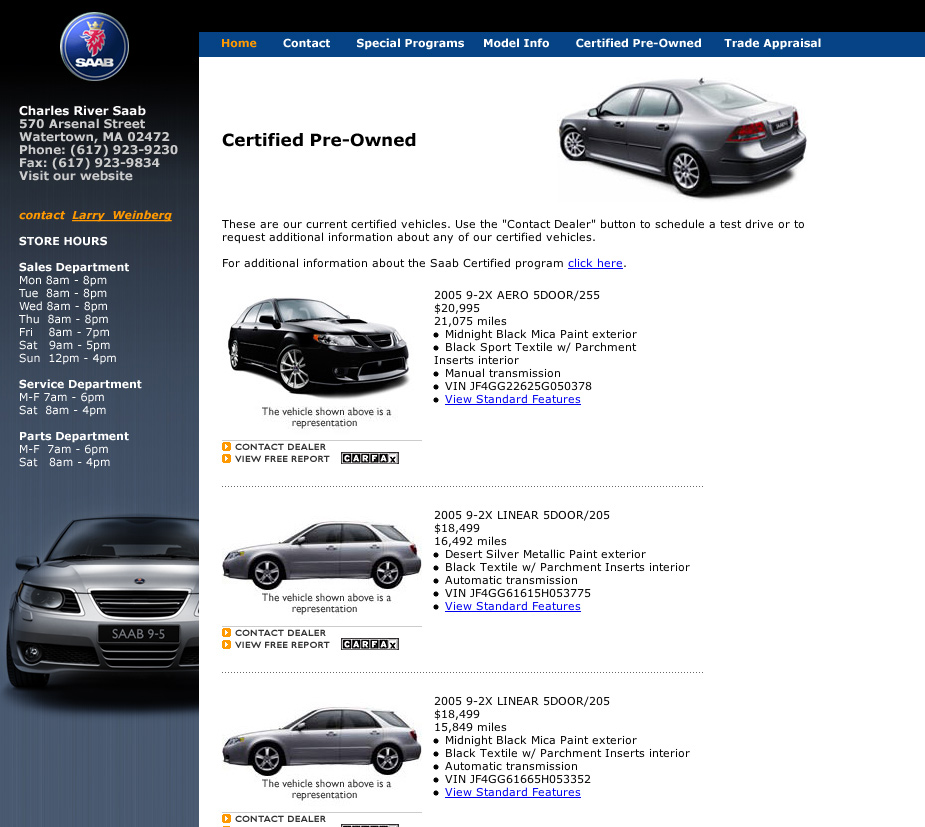 SAAB
Home Contact Special Programs Model Info Certified Pre-Owned Trade Appraisal
Charles River Saab
570 Arsenal Street
Watertown, MA 02472
Phone: (617) 923-9230
Fax: (617) 923-9834
Visit our website
contact Larry Weinberg
STORE HOURS
Sales Department
Mon 8am - 8pm
Tue 8am - 8pm
Wed 8am - 8pm
Thu 8am - 8pm
Fri 8am - 7pm
Sat 9am - 5pm
Sun 12pm - 4pm
Service Department
M-F 7am - 6pm
Sat 8am - 4pm
Parts Department
M-F 7am - 6pm
Sat 8am - 4pm
SAAB 9-5
Certified Pre-Owned
These are our current certified vehicles. Use the "Contact Dealer" button to schedule a test drive or to
request additional information about any of our certified vehicles.
For additional information about the Saab Certified program click here.
2005 9-2X AERO 5DOOR/255
$20,995
21,075 miles
• Midnight Black Mica Paint exterior
• Black Sport Textile w/ Parchment
Inserts interior
• Manual transmission
• VIN JF4GG22625G050378
• View Standard Features
The vehicle shown above is a
representation
CONTACT DEALER
VIEW FREE REPORT CARFAX
2005 9-2X LINEAR 5DOOR/205
$18,499
16,492 miles
• Desert Silver Metallic Paint exterior
• Black Textile w/ Parchment Inserts interior
• Automatic transmission
• VIN JF4GG61615H053775
• View Standard Features
The vehicle shown above is a
representation
CONTACT DEALER
VIEW FREE REPORT CARFAX
2005 9-2X LINEAR 5DOOR/205
$18,499
15,849 miles
• Midnight Black Mica Paint exterior
• Black Textile w/ Parchment Inserts interior
• Automatic transmission
• VIN JF4GG61665H053352
• View Standard Features
The vehicle shown above is a
representation
CONTACT DEALER